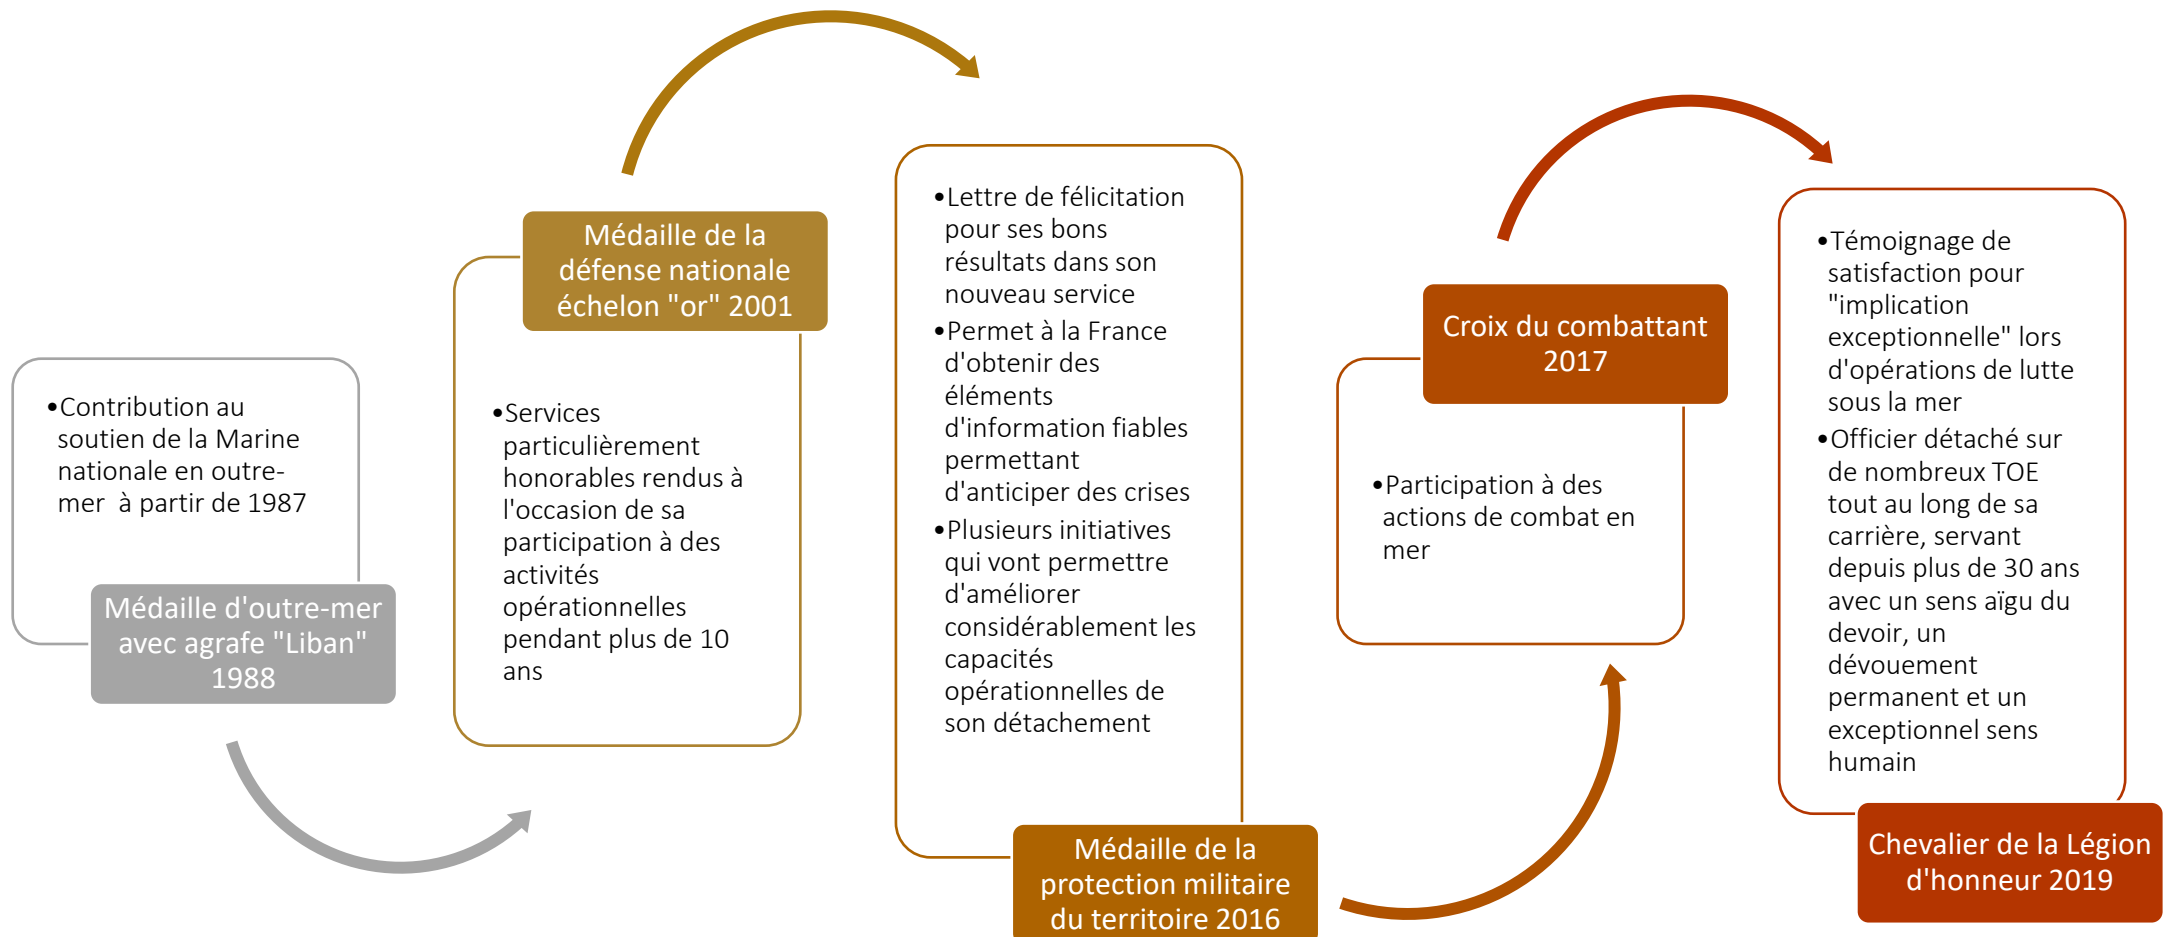 •Contribution au
soutien de la Marine
nationale en outre-
mer à partir de 1987
Médaille d'outre-mer
avec agrafe "Liban"
1988
Médaille de la
défense nationale
échelon "or" 2001
•Services
particulièrement
honorables rendus à
l'occasion de sa
participation à des
activités
opérationnelles
pendant plus de 10
ans
•Lettre de félicitation
pour ses bons
résultats dans son
nouveau service
•Permet à la France
d'obtenir des
éléments
d'information fiables
permettant
d'anticiper des crises
•Plusieurs initiatives
qui vont permettre
d'améliorer
considérablement les
capacités
opérationnelles de
son détachement
Médaille de la
protection militaire
du territoire 2016
Croix du combattant
2017
•Participation à des
actions de combat en
mer
•Témoignage de
satisfaction pour
"implication
exceptionnelle" lors
d'opérations de lutte
sous la mer
•Officier détaché sur
de nombreux TOE
tout au long de sa
carrière, servant
depuis plus de 30 ans
avec un sens aïgu du
devoir, un
dévouement
permanent et un
exceptionnel sens
humain
Chevalier de la Légion
d'honneur 2019